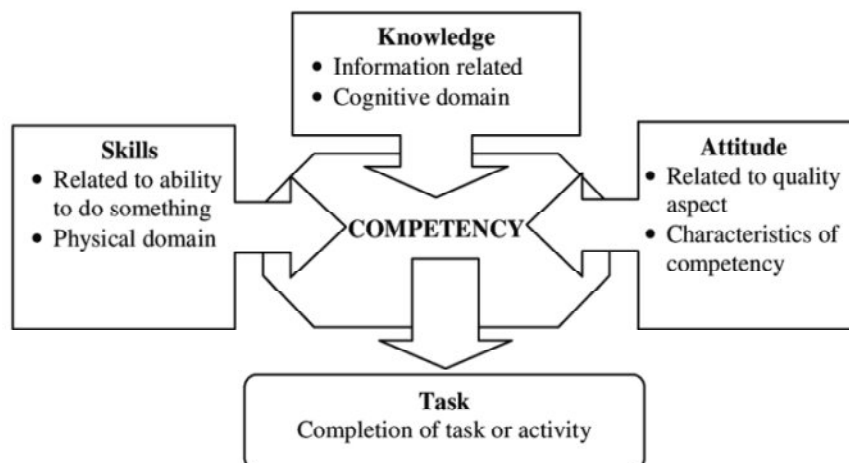 Knowledge
• Information related
• Cognitive domain
Skills
• Related to ability
to do something
• Physical domain
COMPETENCY
Attitude
• Related to quality
aspect
• Characteristics of
competency
Task
Completion of task or activity